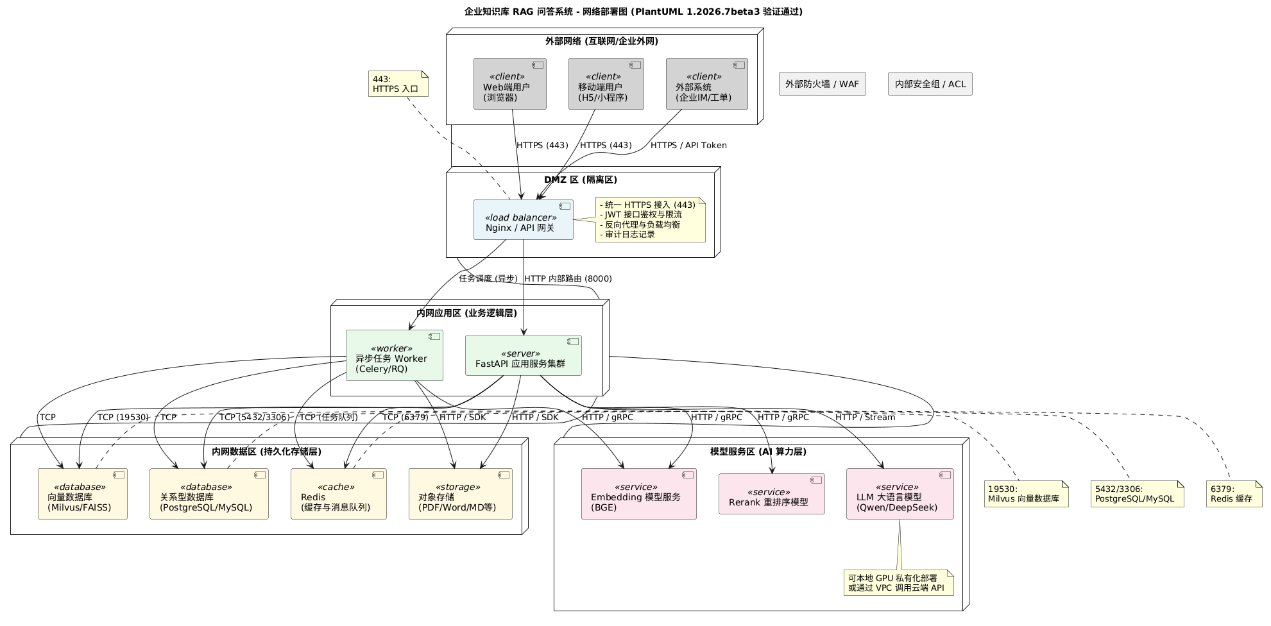 企业知识库 RAG 问答系统 - 网络部署图 (PlantUML 1.2026.7beta3 验证通过)
外部网络 (互联网/企业外网)
443:
HTTPS 入口
«client»
Web端用户
(浏览器)
«client»
移动端用户
(H5/小程序)
«client»
外部系统
(企业IM/工单)
外部防火墙 / WAF
内部安全组 / ACL
HTTPS (443)
HTTPS (443)
HTTPS / API Token
DMZ 区 (隔离区)
«load balancer»
Nginx / API 网关
- 统一 HTTPS 接入 (443)
- JWT 接口鉴权与限流
- 反向代理与负载均衡
- 审计日志记录
任务调度 (异步)
HTTP 内部路由 (8000)
内网应用区 (业务逻辑层)
«worker»
异步任务 Worker
(Celery/RQ)
«server»
FastAPI 应用服务集群
TCP
TCP (19530)
TCP
TCP (5432/3306)
TCP (任务队列)
TCP (6379)
HTTP / SDK
HTTP / SDK
HTTP / gRPC
HTTP / gRPC
HTTP / gRPC
HTTP / Stream
内网数据区 (持久化存储层)
«database»
向量数据库
(Milvus/FAISS)
«database»
关系型数据库
(PostgreSQL/MySQL)
«cache»
Redis
(缓存与消息队列)
«storage»
对象存储
(PDF/Word/MD等)
模型服务区 (AI 算力层)
«service»
Embedding 模型服务
(BGE)
«service»
Rerank 重排序模型
«service»
LLM 大语言模型
(Qwen/DeepSeek)
19530:
Milvus 向量数据库
5432/3306:
PostgreSQL/MySQL
6379:
Redis 缓存
可本地 GPU 私有化部署
或通过 VPC 调用云端 API